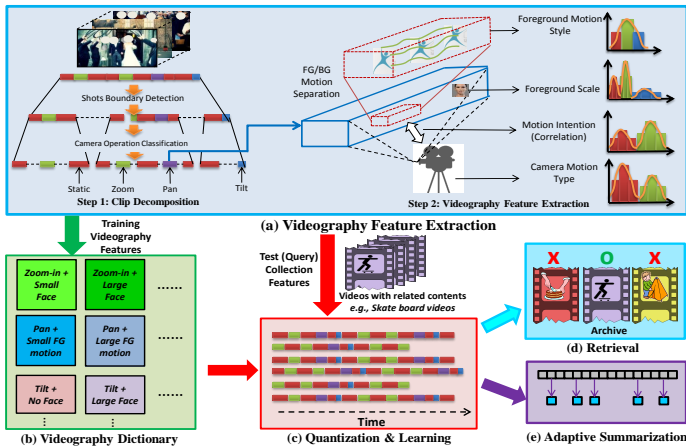 Shots Boundary Detection
Camera Operation Classification
Static
Zoom
Pan
Tilt
Step 1: Clip Decomposition
FG/BG
Motion
Separation
Foreground Motion
Style
Foreground Scale
Motion Intention
(Correlation)
Camera Motion
Type
Step 2: Videography Feature Extraction
(a) Videography Feature Extraction
Training
Videography
Features
Zoom-in +
Small
Face
Zoom-in +
Large
Face
......
Pan +
Small FG
motion
Pan +
Large FG
motion
......
Tilt +
No Face
Tilt +
Large Face
......
(b) Videography Dictionary
Test (Query)
Collection
Features
Videos with related contents
e.g., Skate board videos
Time
(c) Quantization & Learning
X
O
X
Archive
(d) Retrieval
(e) Adaptive Summarization